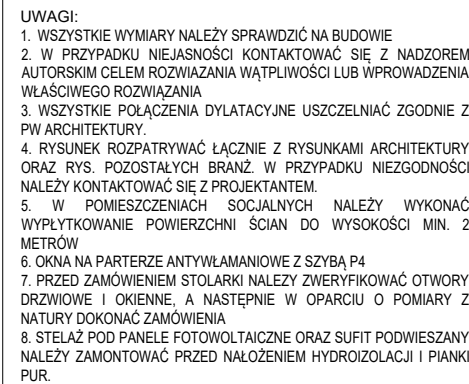 UWAGI:
1. WSZYSTKIE WYMIARY NALEŻY SPRAWDZIĆ NA BUDOWIE
2. W PRZYPADKU NIEJASNOŚCI KONTAKTOWAĆ SIĘ Z NADZOREM
AUTORSKIM CELEM ROZWIAZANIA WĄTPLIWOŚCI LUB WPROWADZENIA
WŁAŚCIWEGO ROZWIĄZANIA
3. WSZYSTKIE POŁĄCZENIA DYLATACYJNE USZCZELNIAĆ ZGODNIE Z
PW ARCHITEKTURY.
4. RYSUNEK ROZPATRYWAĆ ŁĄCZNIE Z RYSUNKAMI ARCHITEKTURY
ORAZ RYS. POZOSTAŁYCH BRANŻ. W PRZYPADKU NIEZGODNOŚCI
NALEŻY KONTAKTOWAĆ SIĘ Z PROJEKTANTEM.
5. W POMIESZCZENIACH SOCJALNYCH NALEŻY WYKONAĆ
WYPŁYTKOWANIE POWIERZCHNI ŚCIAN DO WYSOKOŚCI MIN. 2
METRÓW
6. OKNA NA PARTERZE ANTYWŁAMANIOWE Z SZYBĄ P4
7. PRZED ZAMÓWIENIEM STOLARKI NALEZY ZWERYFIKOWAĆ OTWORY
DRZWIOWE I OKIENNE, A NASTĘPNIE W OPARCIU O POMIARY Z
NATURY DOKONAĆ ZAMÓWIENIA
8. STELAŻ POD PANELE FOTOWOLTAICZNE ORAZ SUFIT PODWIESZANY
NALEŻY ZAMONTOWAĆ PRZED NAŁOŻENIEM HYDROIZOLACJI I PIANKI
PUR.